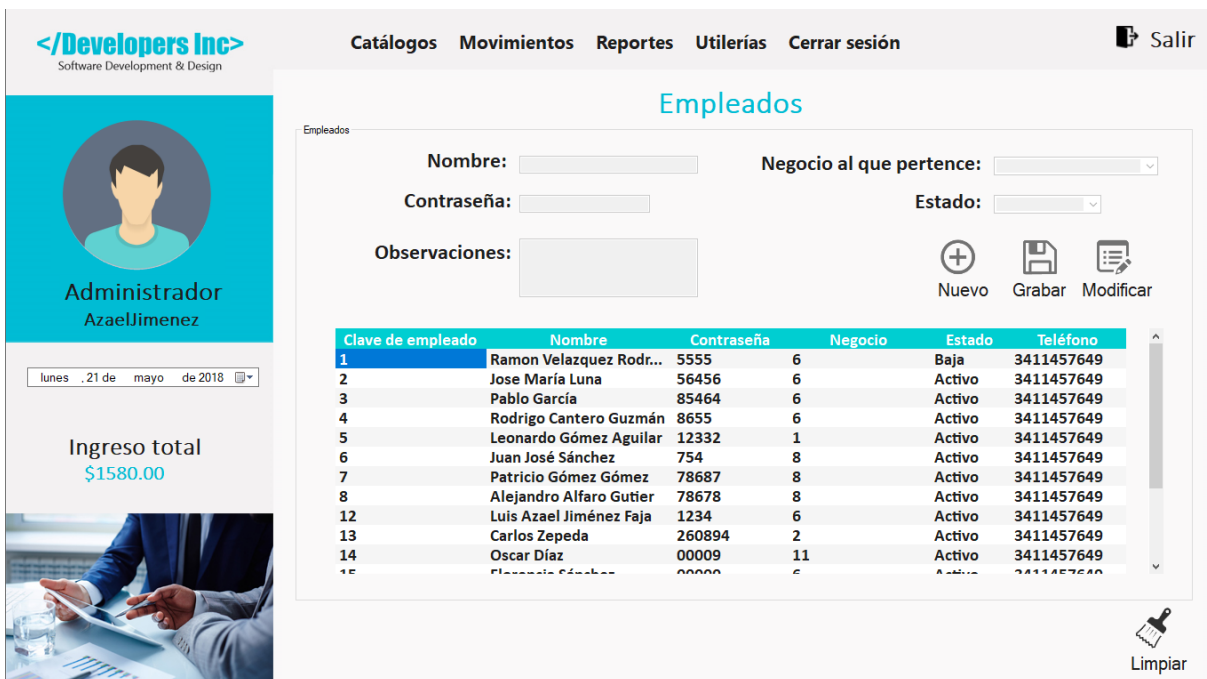 </Developers Inc>
Software Development & Design
Catálogos Movimientos Reportes Utilerías Cerrar sesión Salir
Administrador
AzaelJimenez
lunes , 21 de mayo de 2018
Ingreso total
$1580.00
Empleados
Empleados
Nombre: Negocio al que pertence:
Contraseña: Estado:
Observaciones:
Nuevo Grabar Modificar
Clave de empleado Nombre Contraseña Negocio Estado Teléfono
1 Ramon Velazquez Rodr... 5555 6 Baja 3411457649
2 Jose María Luna 56456 6 Activo 3411457649
3 Pablo García 85464 6 Activo 3411457649
4 Rodrigo Cantero Guzmán 8655 6 Activo 3411457649
5 Leonardo Gómez Aguilar 12332 1 Activo 3411457649
6 Juan José Sánchez 754 8 Activo 3411457649
7 Patricio Gómez Gómez 78687 8 Activo 3411457649
8 Alejandro Alfaro Gutier 78678 8 Activo 3411457649
12 Luis Azael Jiménez Faja 1234 6 Activo 3411457649
13 Carlos Zepeda 260894 2 Activo 3411457649
14 Oscar Díaz 00009 11 Activo 3411457649
Limpiar